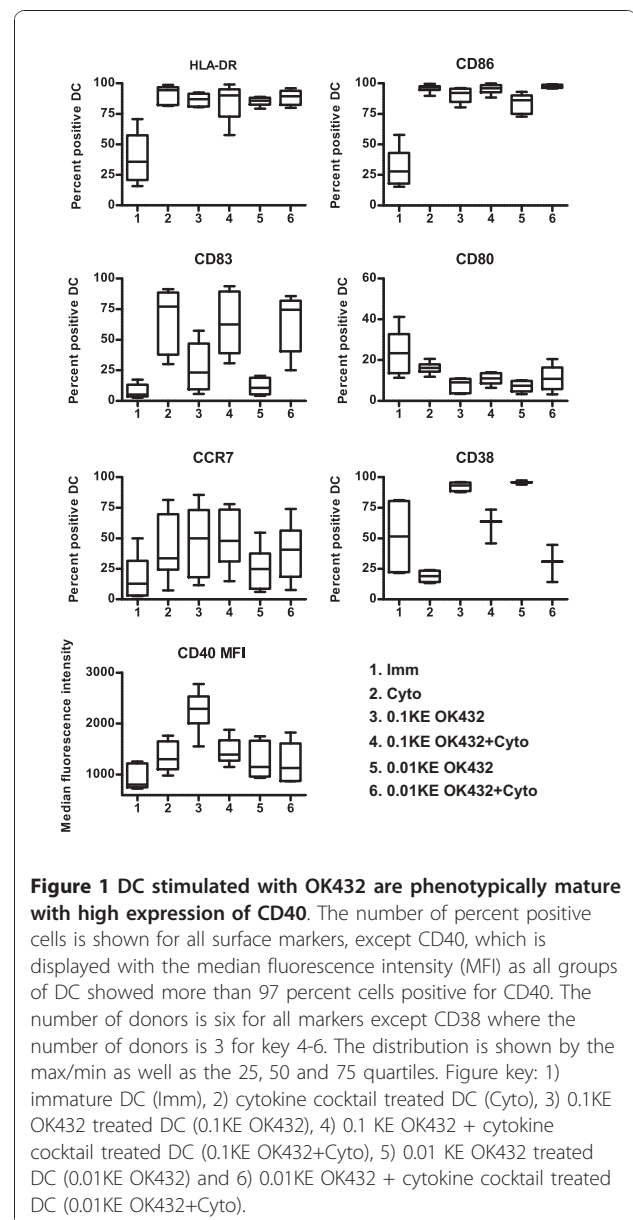 HLA-DR
Percent positive DC
100
75
50
25
0
1 2 3 4 5 6
CD86
Percent positive DC
100
75
50
25
0
1 2 3 4 5 6
CD83
Percent positive DC
100
75
50
25
0
1 2 3 4 5 6
CD80
Percent positive DC
60
40
20
0
1 2 3 4 5 6
CCR7
Percent positive DC
100
75
50
25
0
1 2 3 4 5 6
CD38
Percent positive DC
100
75
50
25
0
1 2 3 4 5 6
CD40 MFI
Median fluorescence intensity
3000
2000
1000
1 2 3 4 5 6
1. Imm
2. Cyto
3. 0.1KE OK432
4. 0.1KE OK432+Cyto
5. 0.01KE OK432
6. 0.01KE OK432+Cyto
Figure 1 DC stimulated with OK432 are phenotypically mature
with high expression of CD40. The number of percent positive
cells is shown for all surface markers, except CD40, which is
displayed with the median fluorescence intensity (MFI) as all groups
of DC showed more than 97 percent cells positive for CD40. The
number of donors is six for all markers except CD38 where the
number of donors is 3 for key 4-6. The distribution is shown by the
max/min as well as the 25, 50 and 75 quartiles. Figure key: 1)
immature DC (Imm), 2) cytokine cocktail treated DC (Cyto), 3) 0.1KE
OK432 treated DC (0.1KE OK432), 4) 0.1 KE OK432 + cytokine
cocktail treated DC (0.1KE OK432+Cyto), 5) 0.01 KE OK432 treated
DC (0.01KE OK432) and 6) 0.01KE OK432 + cytokine cocktail treated
DC (0.01KE OK432+Cyto).